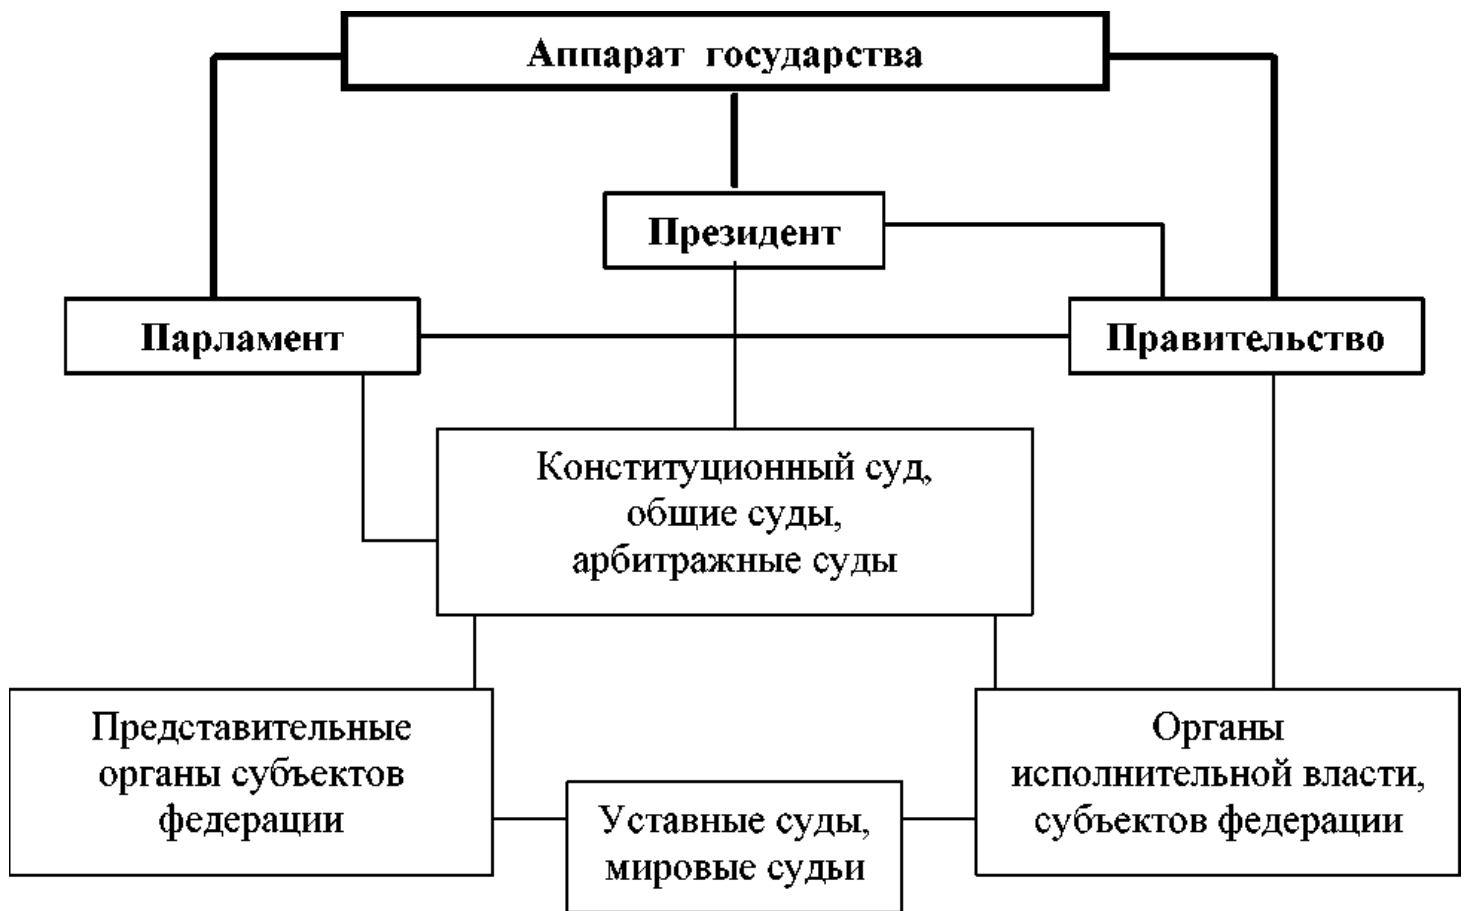 Аппарат государства
Президент
Парламент
Правительство
Конституционный суд,
общие суды,
арбитражные суды
Представительные
органы субъектов
федерации
Органы
исполнительной власти,
субъектов федерации
Уставные суды,
мировые судьи